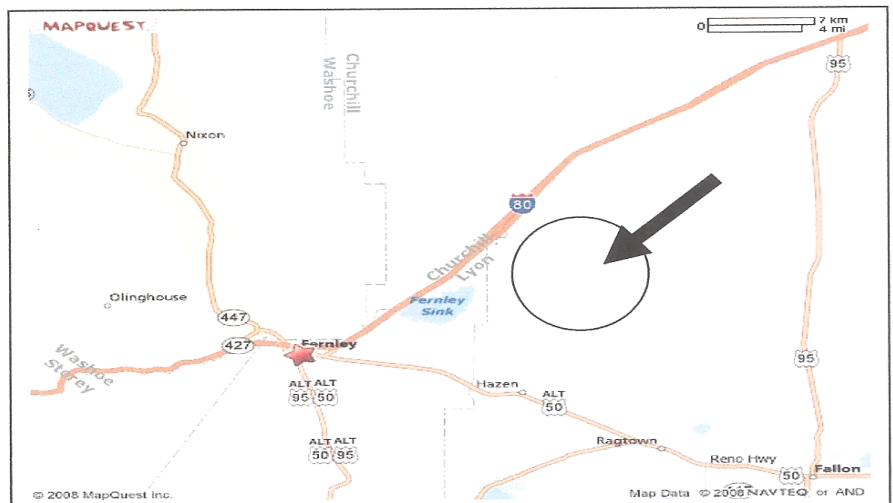 MAPQUEST
0
7 km
4 mi
95
Churchill
Washoe
Nixon
80
Churchill
Lyon
Olinghouse
Fernley
Sink
447
427
Fernley
Washoe
Storey
95
ALT ALT
95 50
Hazen
ALT
50
ALT ALT
50 95
Ragtown
Reno Hwy
50
Fallon
© 2008 MapQuest Inc.
Map Data © 2008 NAVTEQ or AND